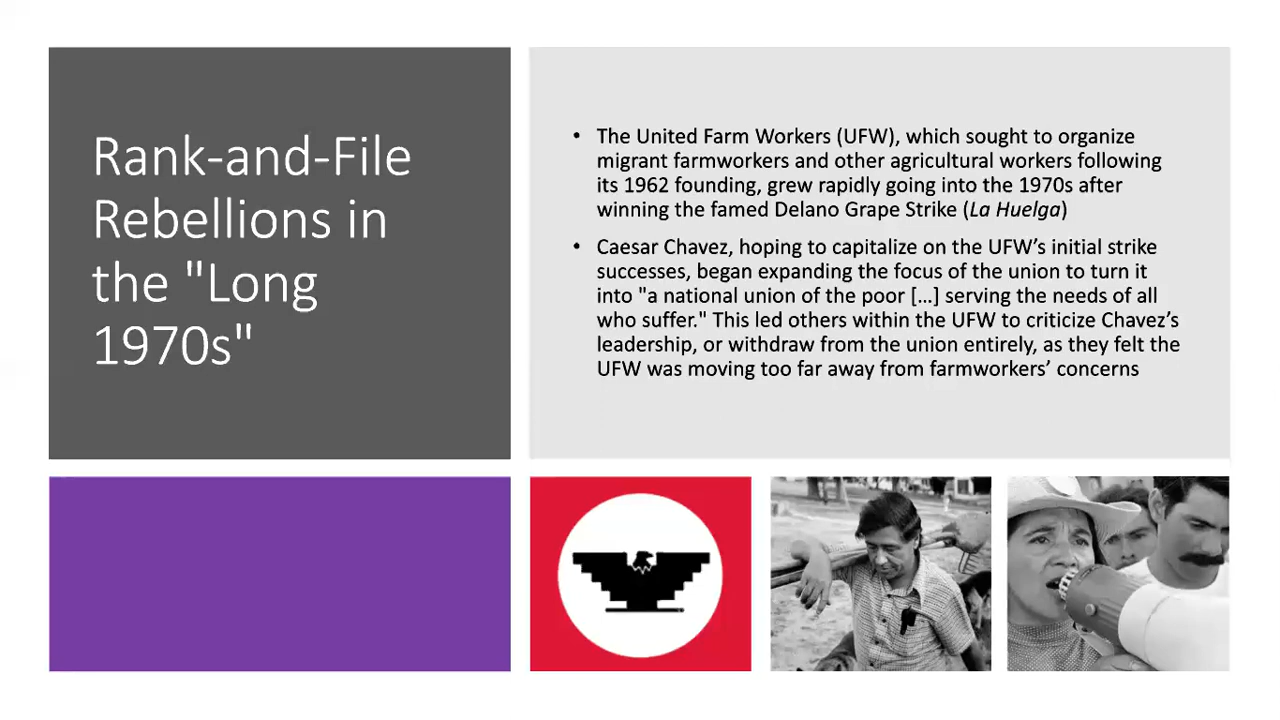 Rank-and-File
Rebellions in
the "Long
1970s"
• The United Farm Workers (UFW), which sought to organize
migrant farmworkers and other agricultural workers following
its 1962 founding, grew rapidly going into the 1970s after
winning the famed Delano Grape Strike (La Huelga)
• Caesar Chavez, hoping to capitalize on the UFW’s initial strike
successes, began expanding the focus of the union to turn it
into "a national union of the poor […] serving the needs of all
who suffer." This led others within the UFW to criticize Chavez’s
leadership, or withdraw from the union entirely, as they felt the
UFW was moving too far away from farmworkers’ concerns